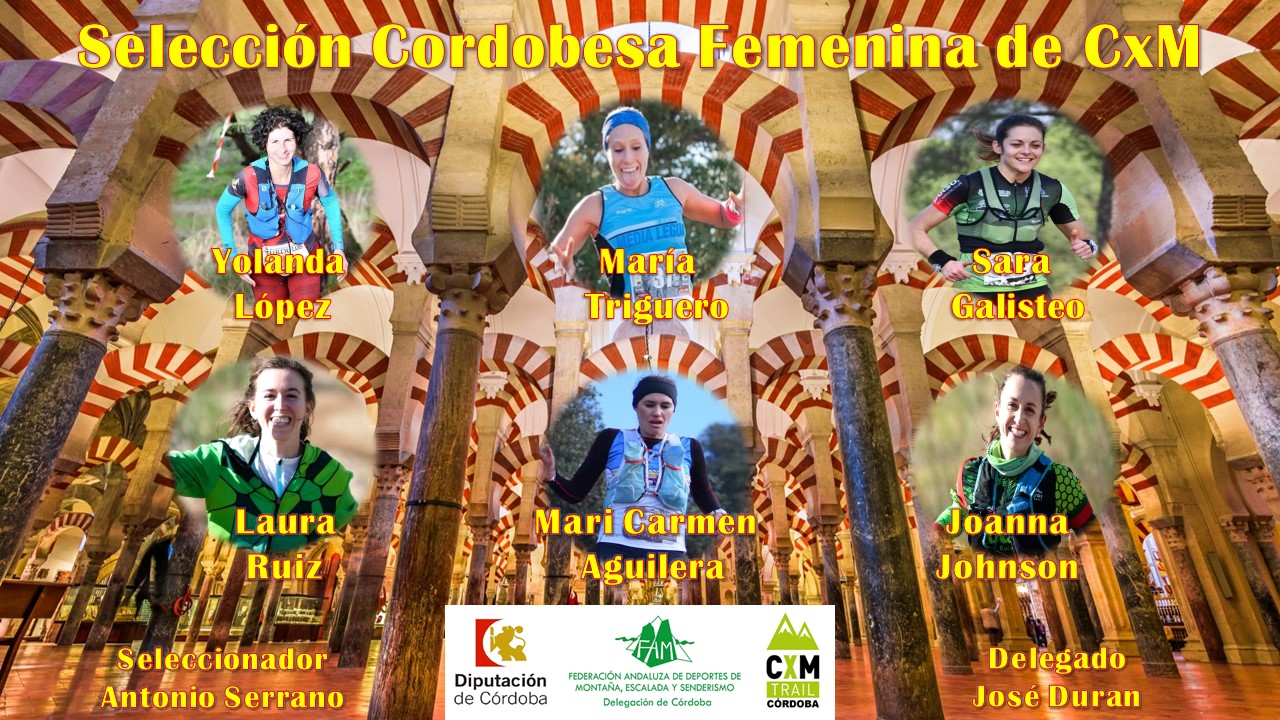 Selección Cordobesa Femenina de CxM
Yolanda
López
María
Triguero
Sara
Galisteo
Laura
Ruiz
Mari Carmen
Aguilera
Joanna
Johnson
Seleccionador
Antonio Serrano
Diputación
de Córdoba
FAM
FEDERACIÓN ANDALUZA DE DEPORTES DE
MONTAÑA, ESCALADA Y SENDERISMO
Delegación de Córdoba
CXM
TRAIL
CÓRDOBA
Delegado
José Duran